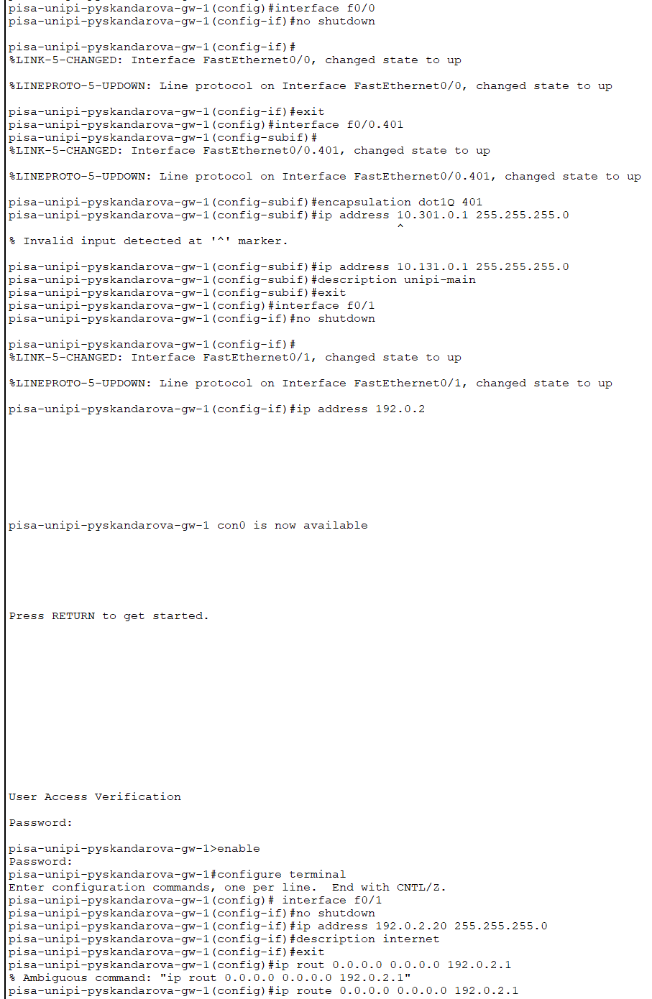 pisa-unipi-pyskandarova-gw-1(config)#interface f0/0
pisa-unipi-pyskandarova-gw-1(config-if)#no shutdown
pisa-unipi-pyskandarova-gw-1(config-if)#
%LINK-5-CHANGED: Interface FastEthernet0/0, changed state to up
%LINEPROTO-5-UPDOWN: Line protocol on Interface FastEthernet0/0, changed state to up
pisa-unipi-pyskandarova-gw-1(config-if)#exit
pisa-unipi-pyskandarova-gw-1(config)#interface f0/0.401
pisa-unipi-pyskandarova-gw-1(config-subif)#
%LINK-5-CHANGED: Interface FastEthernet0/0.401, changed state to up
%LINEPROTO-5-UPDOWN: Line protocol on Interface FastEthernet0/0.401, changed state to up
pisa-unipi-pyskandarova-gw-1(config-subif)#encapsulation dot1Q 401
pisa-unipi-pyskandarova-gw-1(config-subif)#ip address 10.301.0.1 255.255.255.0
^
% Invalid input detected at '^' marker.
pisa-unipi-pyskandarova-gw-1(config-subif)#ip address 10.131.0.1 255.255.255.0
pisa-unipi-pyskandarova-gw-1(config-subif)#description unipi-main
pisa-unipi-pyskandarova-gw-1(config-subif)#exit
pisa-unipi-pyskandarova-gw-1(config)#interface f0/1
pisa-unipi-pyskandarova-gw-1(config-if)#no shutdown
pisa-unipi-pyskandarova-gw-1(config-if)#
%LINK-5-CHANGED: Interface FastEthernet0/1, changed state to up
%LINEPROTO-5-UPDOWN: Line protocol on Interface FastEthernet0/1, changed state to up
pisa-unipi-pyskandarova-gw-1(config-if)#ip address 192.0.2
pisa-unipi-pyskandarova-gw-1 con0 is now available
Press RETURN to get started.
User Access Verification
Password:
pisa-unipi-pyskandarova-gw-1>enable
Password:
pisa-unipi-pyskandarova-gw-1#configure terminal
Enter configuration commands, one per line.  End with CNTL/Z.
pisa-unipi-pyskandarova-gw-1(config)# interface f0/1
pisa-unipi-pyskandarova-gw-1(config-if)#no shutdown
pisa-unipi-pyskandarova-gw-1(config-if)#ip address 192.0.2.20 255.255.255.0
pisa-unipi-pyskandarova-gw-1(config-if)#description internet
pisa-unipi-pyskandarova-gw-1(config-if)#exit
pisa-unipi-pyskandarova-gw-1(config)#ip rout 0.0.0.0 0.0.0.0 192.0.2.1
% Ambiguous command: "ip rout 0.0.0.0 0.0.0.0 192.0.2.1"
pisa-unipi-pyskandarova-gw-1(config)#ip route 0.0.0.0 0.0.0.0 192.0.2.1